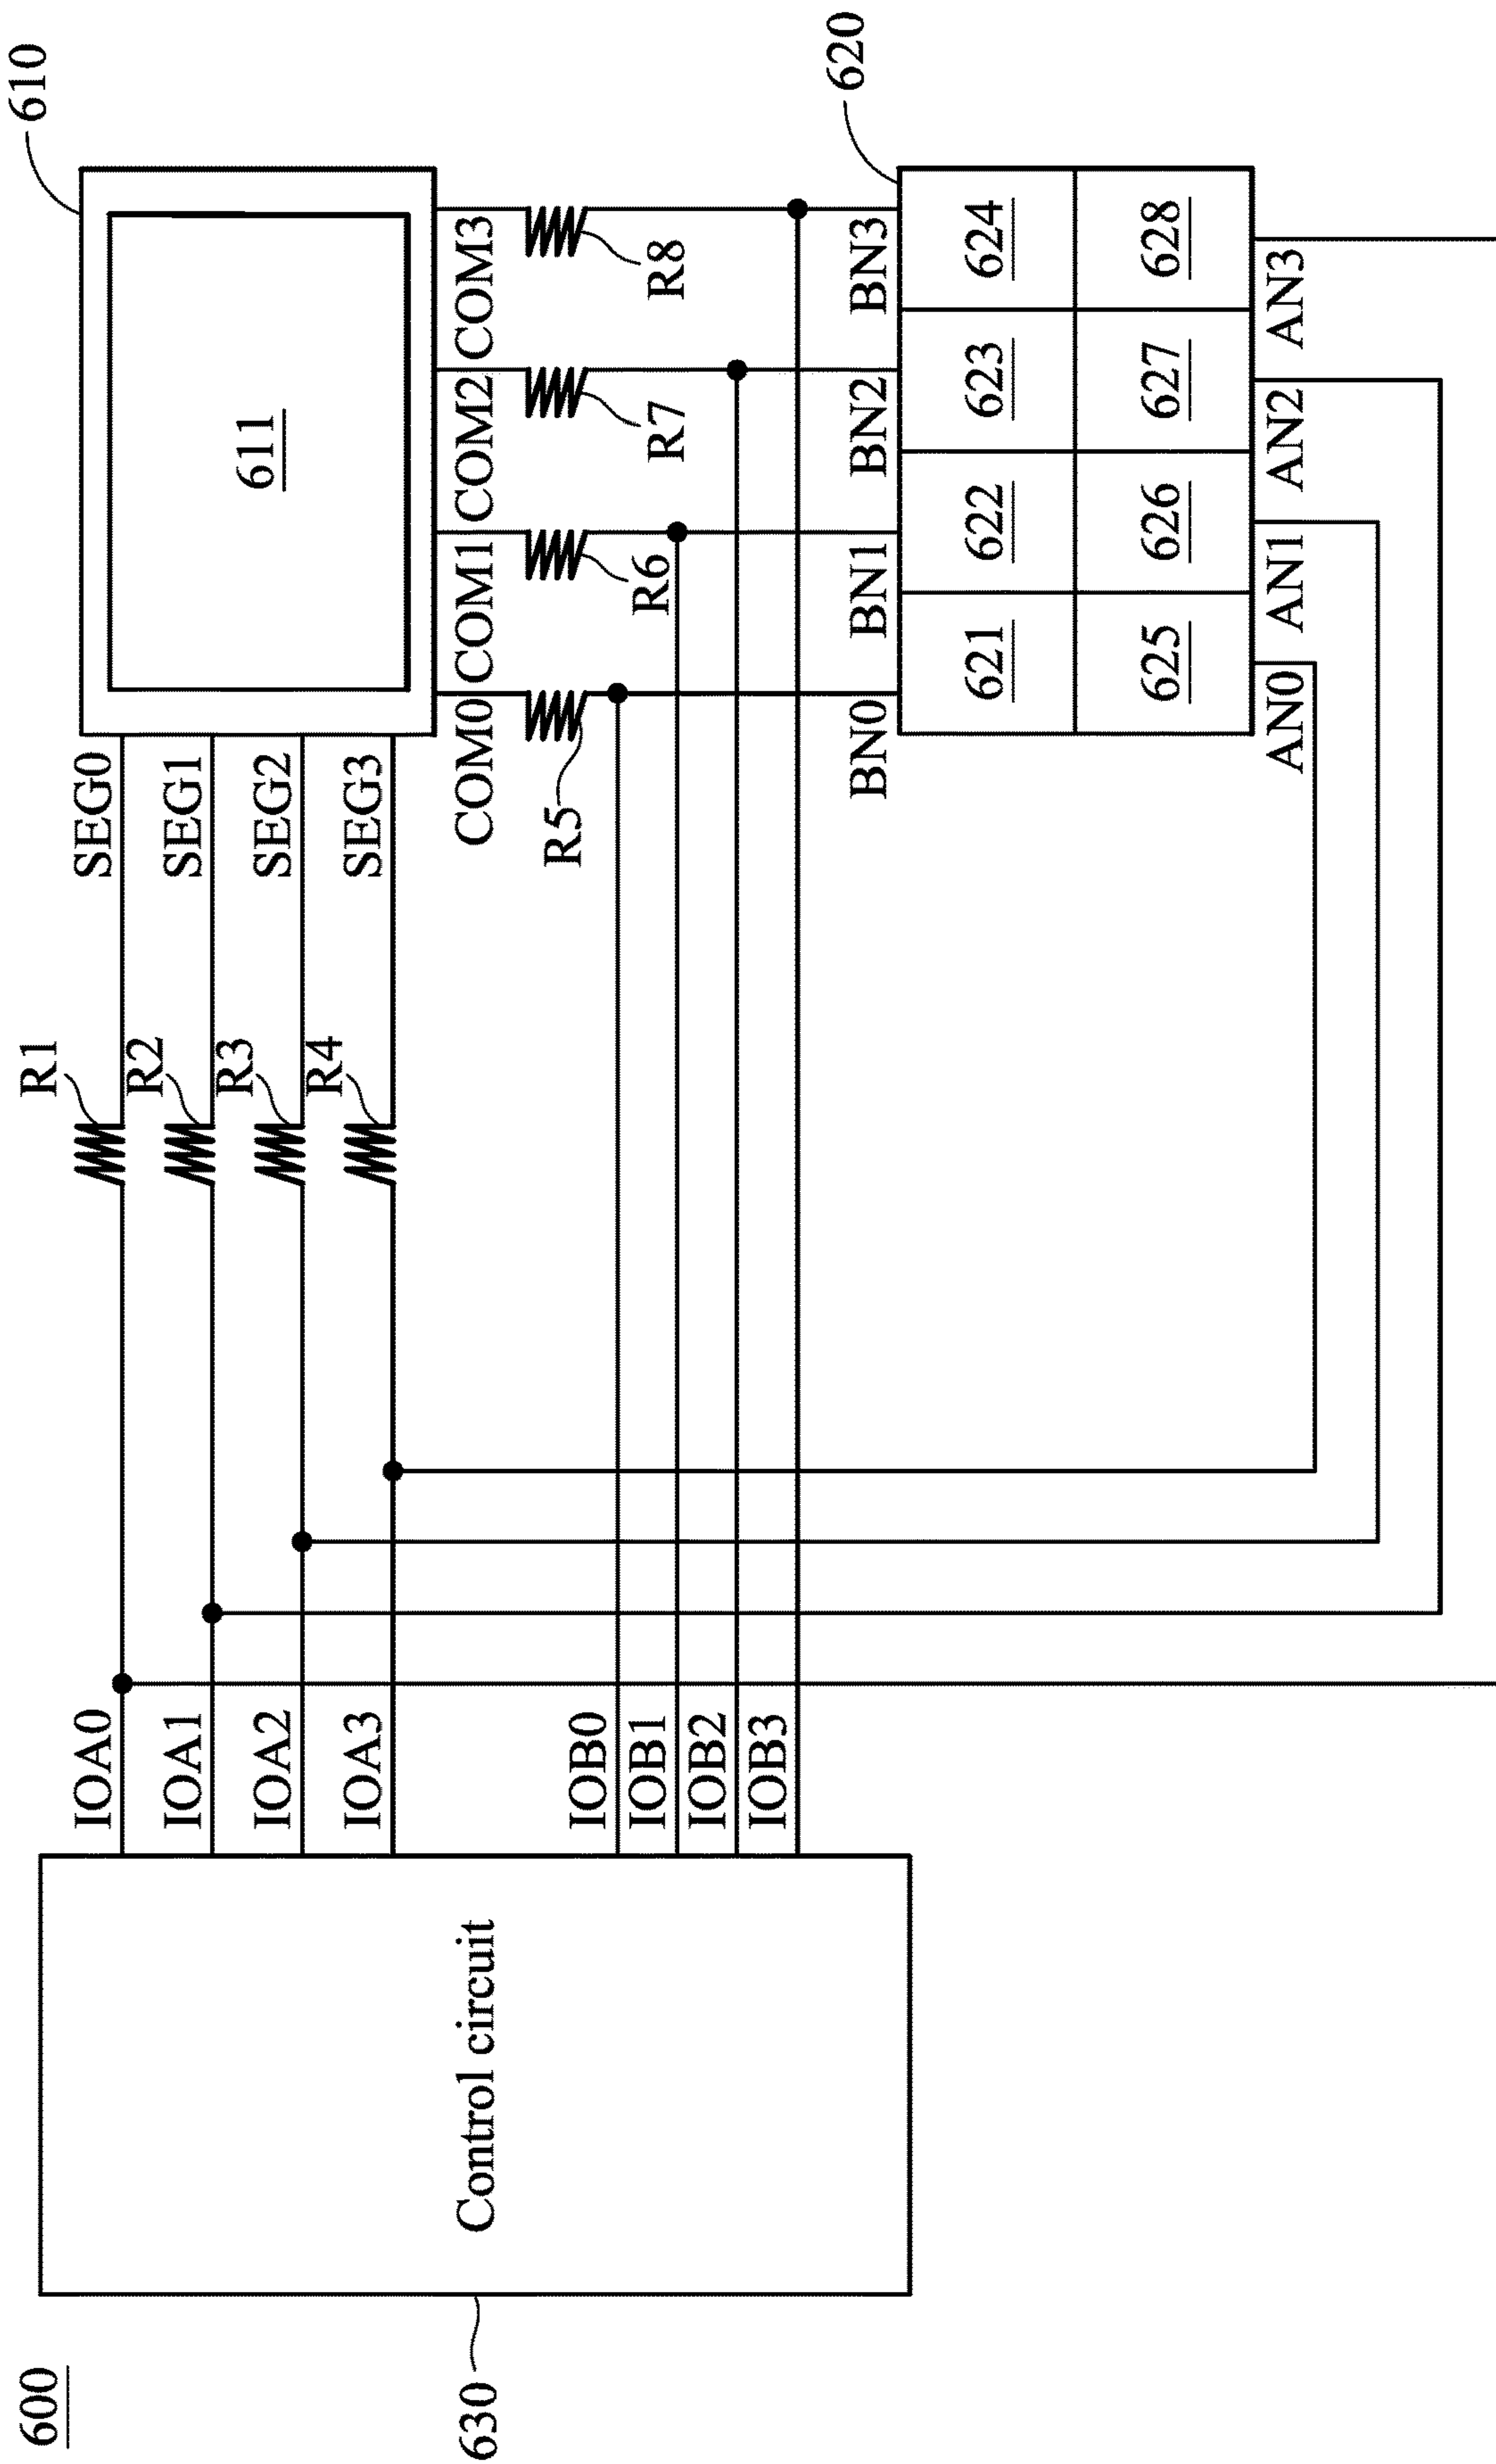 600
630
Control circuit
IOA0
IOA1
IOA2
IOA3
IOB0
IOB1
IOB2
IOB3
R1
R2
R3
R4
SEG0
SEG1
SEG2
SEG3
610
611
COM0 COM1 COM2 COM3
R5
R6
R7
R8
620
BN0 BN1 BN2 BN3
621 622 623 624
625 626 627 628
AN0 AN1 AN2 AN3